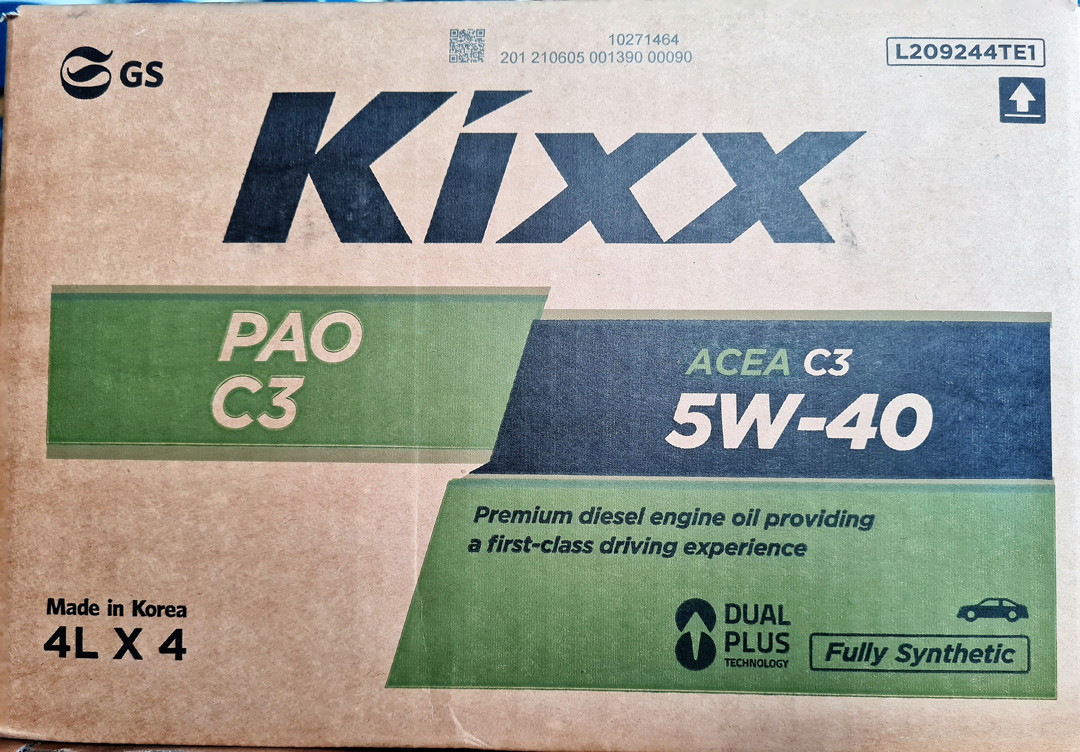 GS
10271464
201 210605 001390 00090
L209244TE1
Kixx
PAO
C3
ACEA C3
5W-40
Premium diesel engine oil providing
a first-class driving experience
Made in Korea
4L X 4
DUAL
PLUS
TECHNOLOGY
Fully Synthetic